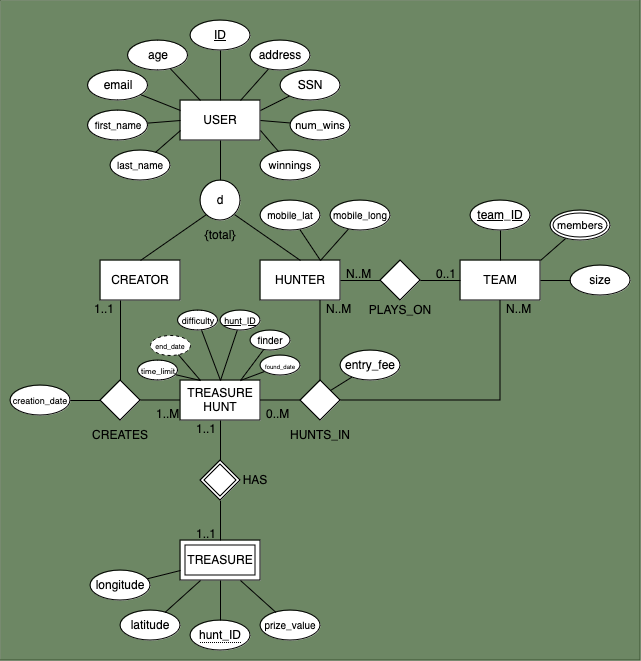 ID
age
address
email
SSN
USER
first_name
num_wins
last_name
winnings
d
{total}
mobile_lat
mobile_long
team_ID
members
CREATOR
HUNTER
N..M
0..1
TEAM
size
PLAYS_ON
1..1
N..M
N..M
difficulty
hunt_ID
end_date
finder
time_limit
found_date
entry_fee
creation_date
TREASURE
HUNT
1..M
0..M
CREATES
1..1
HUNTS_IN
HAS
1..1
TREASURE
longitude
latitude
hunt_ID
prize_value